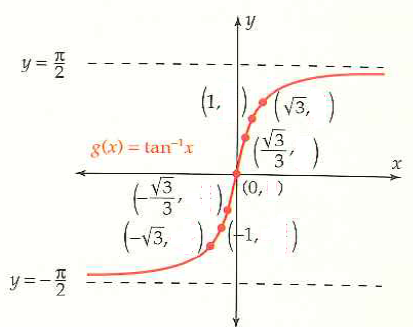 y
y = π/2
(1, )
(√3, )
g(x) = tan⁻¹x
(√3/3, )
x
(-√3/3, )
(0, )
(-√3, )
(-1, )
y = -π/2